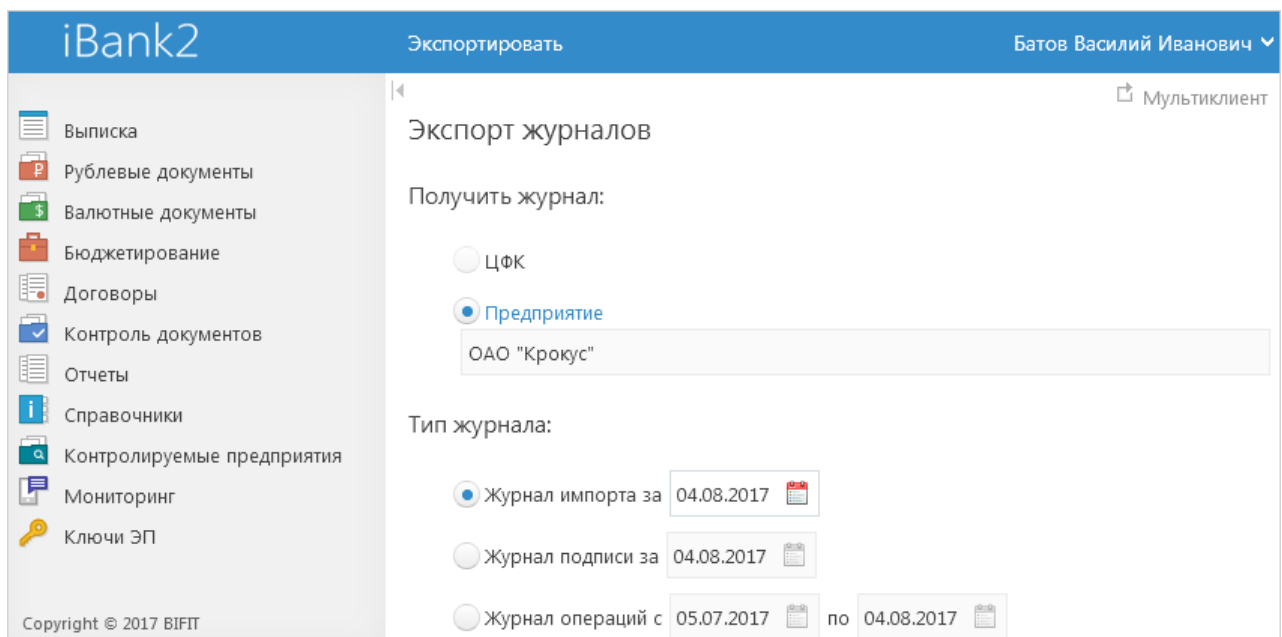 iBank2
Экспортировать
Батов Василий Иванович
Выписка
Рублевые документы
Валютные документы
Бюджетирование
Договоры
Контроль документов
Отчеты
Справочники
Контролируемые предприятия
Мониторинг
Ключи ЭП
Copyright © 2017 BIFIT
Мультиклиент
Экспорт журналов
Получить журнал:
ЦФК
Предприятие
ОАО "Крокус"
Тип журнала:
Журнал импорта за 04.08.2017
Журнал подписи за 04.08.2017
Журнал операций с 05.07.2017 по 04.08.2017